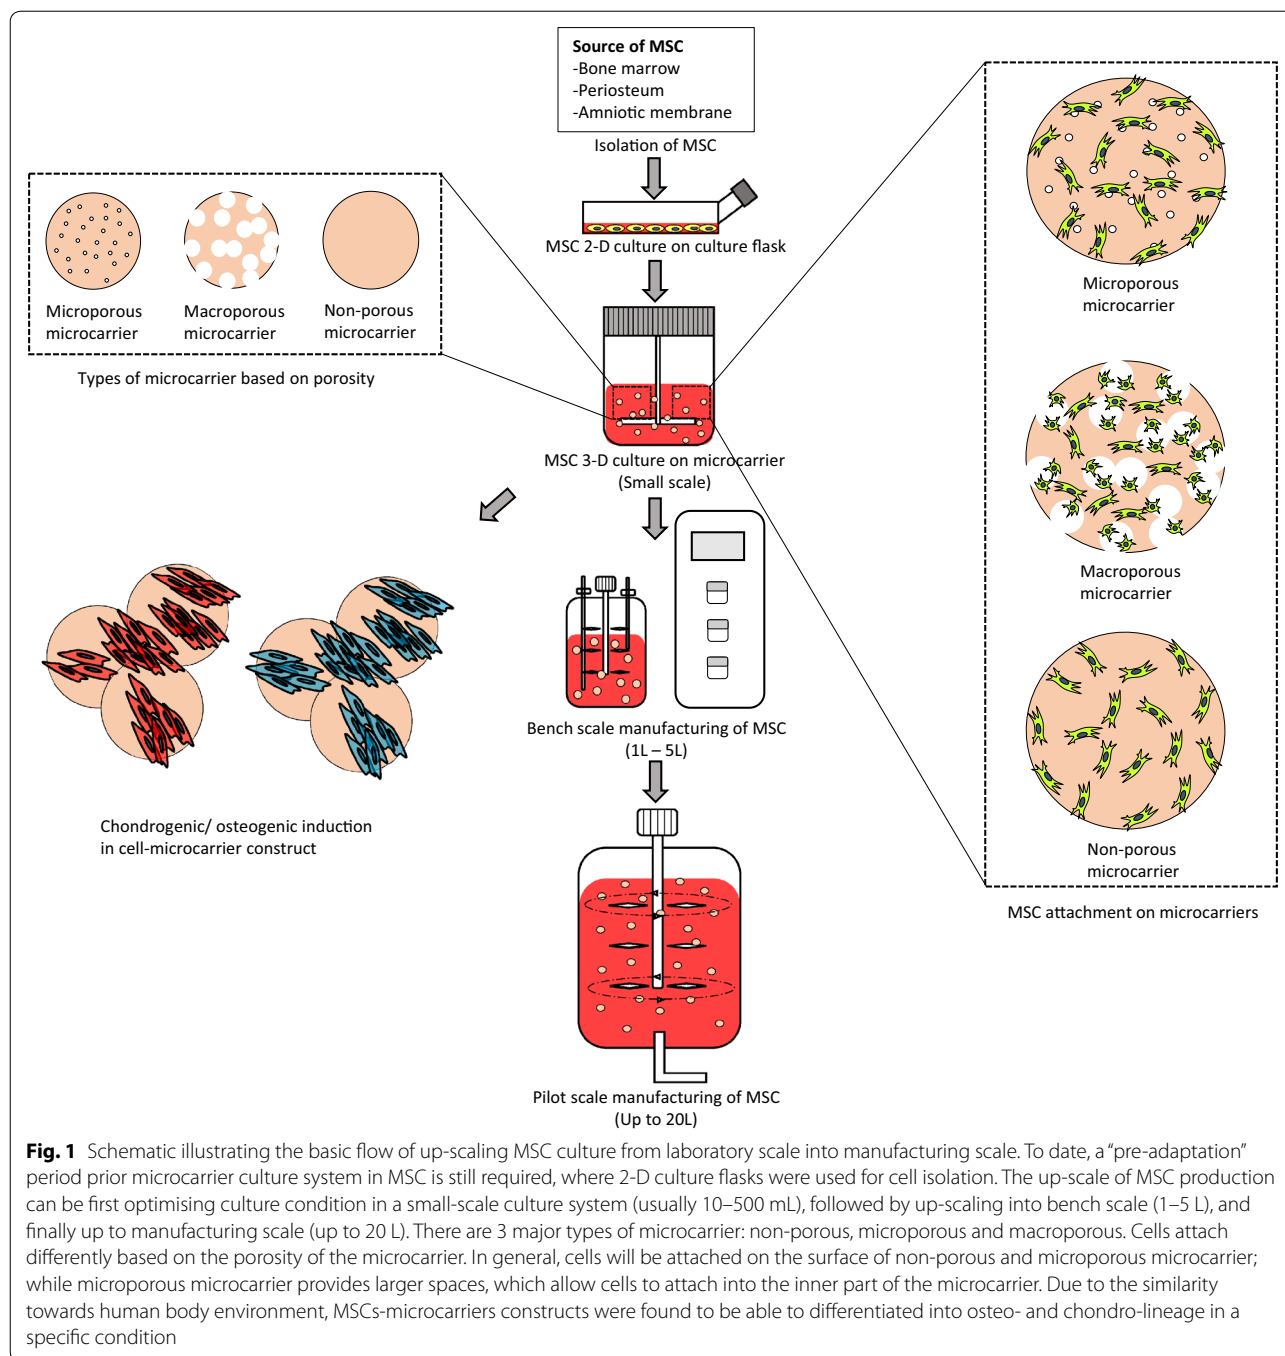 Source of MSC
-Bone marrow
-Periosteum
-Amniotic membrane
Isolation of MSC
MSC 2-D culture on culture flask
Microporous
microcarrier
Macroporous
microcarrier
Non-porous
microcarrier
Types of microcarrier based on porosity
MSC 3-D culture on microcarrier
(Small scale)
Microporous
microcarrier
Macroporous
microcarrier
Non-porous
microcarrier
MSC attachment on microcarriers
Chondrogenic/ osteogenic induction
in cell-microcarrier construct
Bench scale manufacturing of MSC
(1L – 5L)
Pilot scale manufacturing of MSC
(Up to 20L)
Fig. 1 Schematic illustrating the basic flow of up-scaling MSC culture from laboratory scale into manufacturing scale. To date, a “pre-adaptation”
period prior microcarrier culture system in MSC is still required, where 2-D culture flasks were used for cell isolation. The up-scale of MSC production
can be first optimising culture condition in a small-scale culture system (usually 10–500 mL), followed by up-scaling into bench scale (1–5 L), and
finally up to manufacturing scale (up to 20 L). There are 3 major types of microcarrier: non-porous, microporous and macroporous. Cells attach
differently based on the porosity of the microcarrier. In general, cells will be attached on the surface of non-porous and microporous microcarrier;
while microporous microcarrier provides larger spaces, which allow cells to attach into the inner part of the microcarrier. Due to the similarity
towards human body environment, MSCs-microcarriers constructs were found to be able to differentiated into osteo- and chondro-lineage in a
specific condition